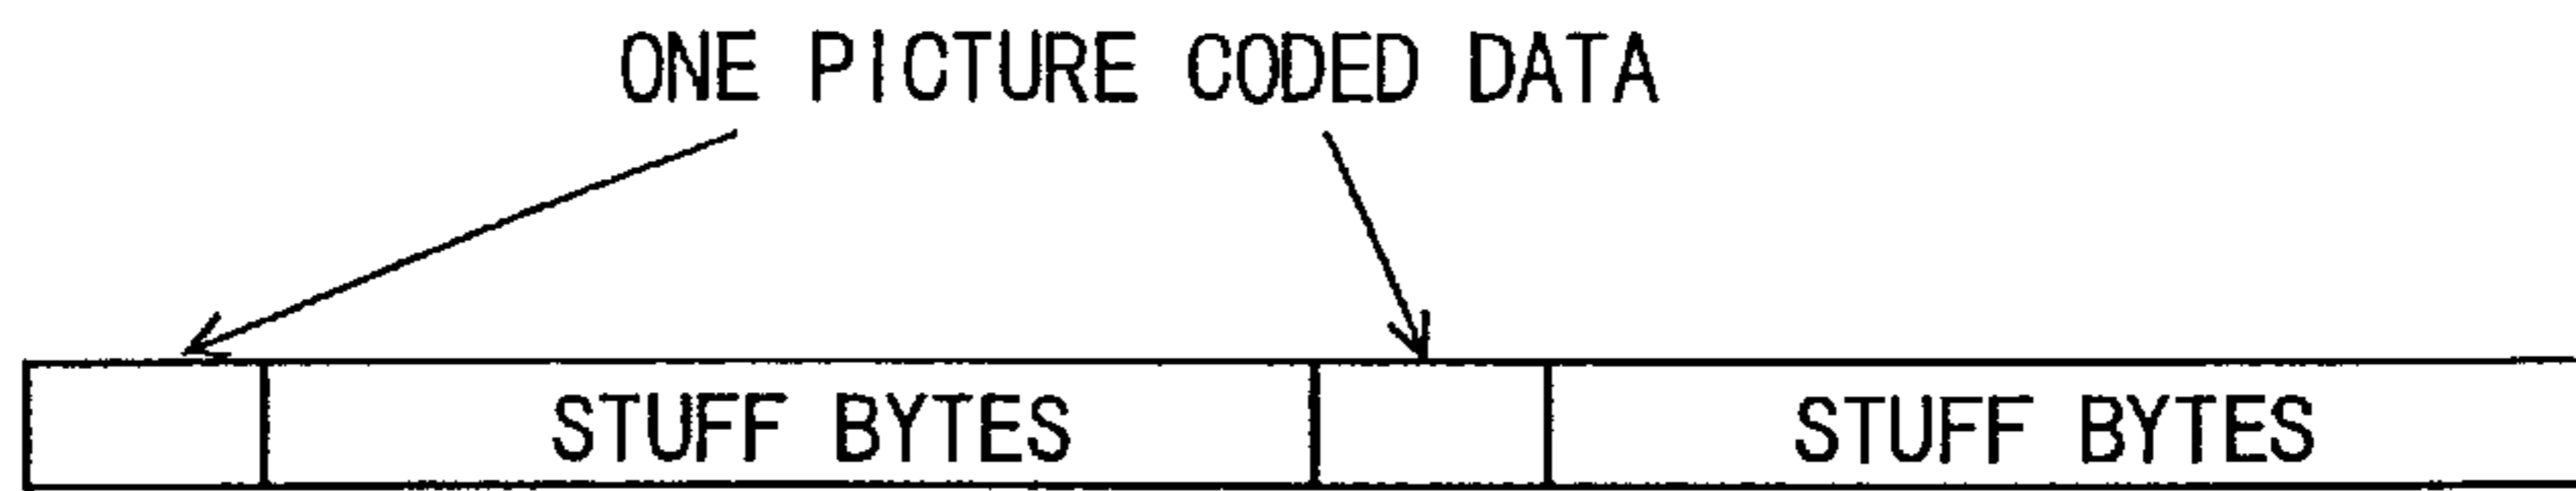 ONE PICTURE CODED DATA
STUFF BYTES STUFF BYTES